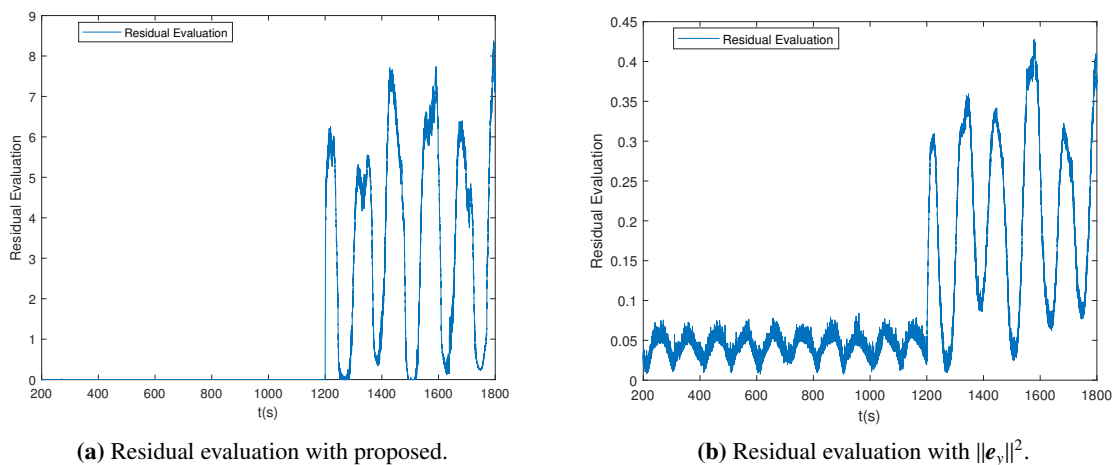 9
8
7
6
5
4
3
2
1
0
Residual Evaluation
Residual Evaluation
200 400 600 800 1000 1200 1400 1600 1800
t(s)
(a) Residual evaluation with proposed.
0.45
0.4
0.35
0.3
0.25
0.2
0.15
0.1
0.05
0
Residual Evaluation
Residual Evaluation
200 400 600 800 1000 1200 1400 1600 1800
t(s)
(b) Residual evaluation with ||e_y||².